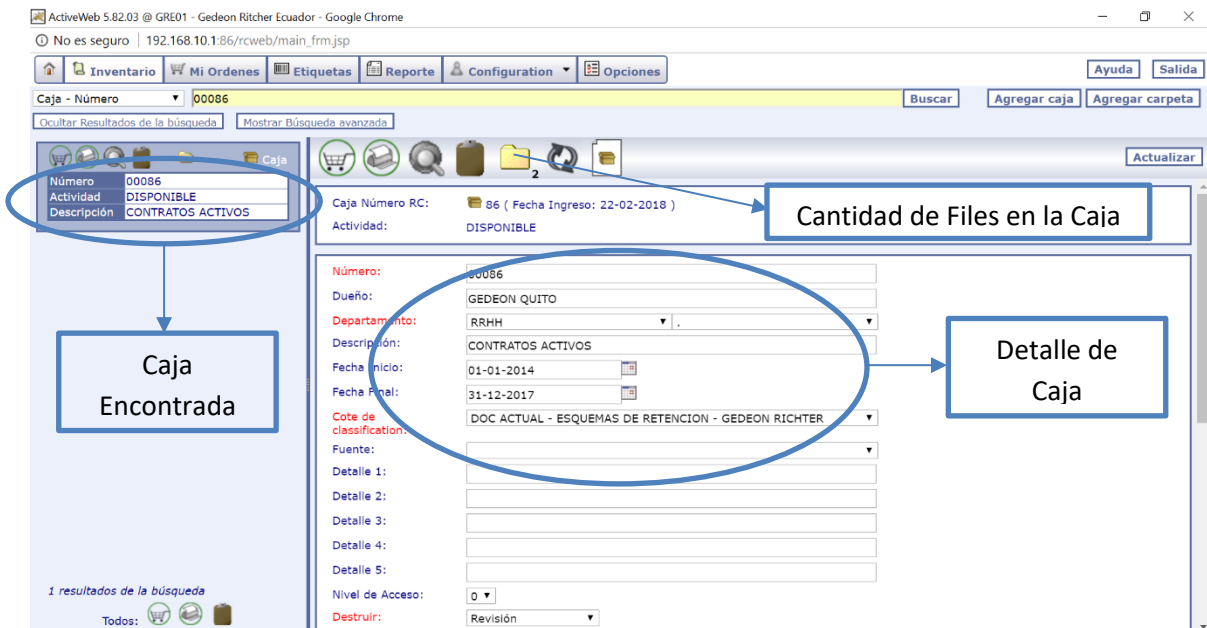 ActiveWeb 5.82.03 @ GRE01 - Gedeon Ritcher Ecuador - Google Chrome
No es seguro | 192.168.10.1:86/rcweb/main_frm.jsp
Inventario Mi Ordenes Etiquetas Reporte Configuration Opciones Ayuda Salida
Caja - Número 00086 Buscar Agregar caja Agregar carpeta
Ocultar Resultados de la búsqueda Mostrar Búsqueda avanzada
Caja
Número 00086
Actividad DISPONIBLE
Descripción CONTRATOS ACTIVOS
Caja
Encontrada
1 resultados de la búsqueda
Todos:
2
Actualizar
Caja Número RC: 86 ( Fecha Ingreso: 22-02-2018 )
Actividad: DISPONIBLE
Cantidad de Files en la Caja
Número: 00086
Dueño: GEDEON QUITO
Departamento: RRHH .
Descripción: CONTRATOS ACTIVOS
Fecha Inicio: 01-01-2014
Fecha Final: 31-12-2017
Cote de
classification: DOC ACTUAL - ESQUEMAS DE RETENCION - GEDEON RICHTER
Fuente:
Detalle 1:
Detalle 2:
Detalle 3:
Detalle 4:
Detalle 5:
Nivel de Acceso: 0
Destruir: Revisión
Detalle de
Caja